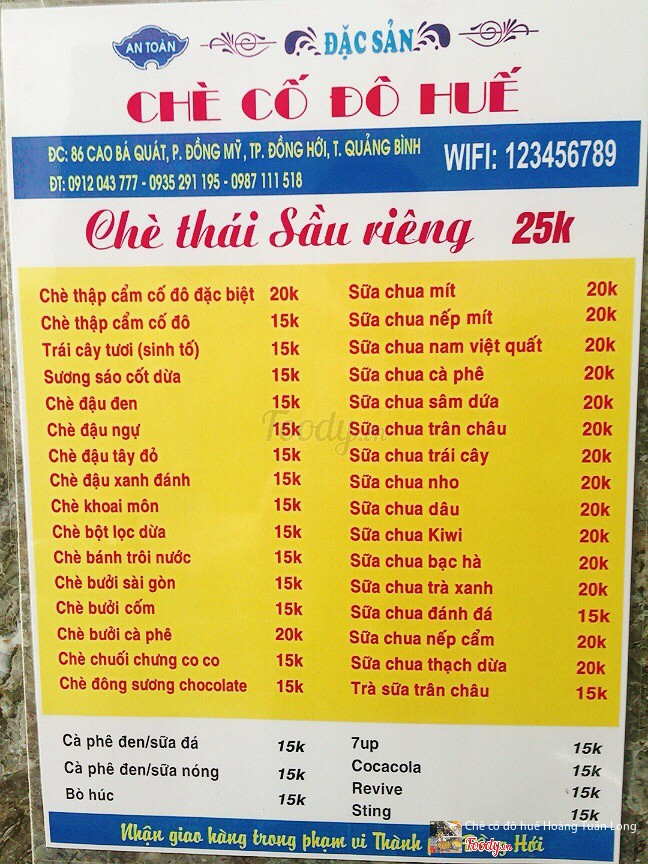 AN TOÀN
ĐẶC SẢN
CHÈ CỐ ĐÔ HUẾ
ĐC: 86 CAO BÁ QUÁT, P. ĐỒNG MỸ, TP. ĐỒNG HỚI, T. QUẢNG BÌNH
ĐT: 0912 043 777 - 0935 291 195 - 0987 111 518
WIFI: 123456789
Chè thái Sầu riêng 25k
Chè thập cẩm cố đô đặc biệt 20k
Chè thập cẩm cố đô 15k
Trái cây tươi (sinh tố) 15k
Sương sáo cốt dừa 15k
Chè đậu đen 15k
Chè đậu ngự 15k
Chè đậu tây đỏ 15k
Chè đậu xanh đánh 15k
Chè khoai môn 15k
Chè bột lọc dừa 15k
Chè bánh trôi nước 15k
Chè bưởi sài gòn 15k
Chè bưởi cốm 15k
Chè bưởi cà phê 20k
Chè chuối chưng co co 15k
Chè đông sương chocolate 15k
Sữa chua mít 20k
Sữa chua nếp mít 20k
Sữa chua nam việt quất 20k
Sữa chua cà phê 20k
Sữa chua sâm dứa 20k
Sữa chua trân châu 20k
Sữa chua trái cây 20k
Sữa chua nho 20k
Sữa chua dâu 20k
Sữa chua Kiwi 20k
Sữa chua bạc hà 20k
Sữa chua trà xanh 20k
Sữa chua đánh đá 15k
Sữa chua nếp cẩm 20k
Sữa chua thạch dừa 20k
Trà sữa trân châu 15k
Foody.vn
Cà phê đen/sữa đá 15k
Cà phê đen/sữa nóng 15k
Bò húc 15k
7up 15k
Cocacola 15k
Revive 15k
Sting 15k
Nhận giao hàng trong phạm vi Thành Hới
Chè cố đô huế Hoàng Tuấn Long
Foody.vn